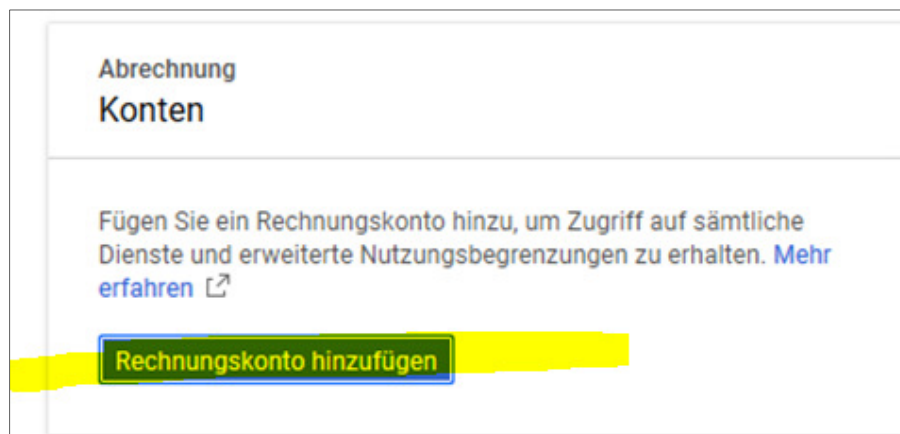 Abrechnung
Konten
Fügen Sie ein Rechnungskonto hinzu, um Zugriff auf sämtliche
Dienste und erweiterte Nutzungsbegrenzungen zu erhalten. Mehr
erfahren
Rechnungskonto hinzufügen